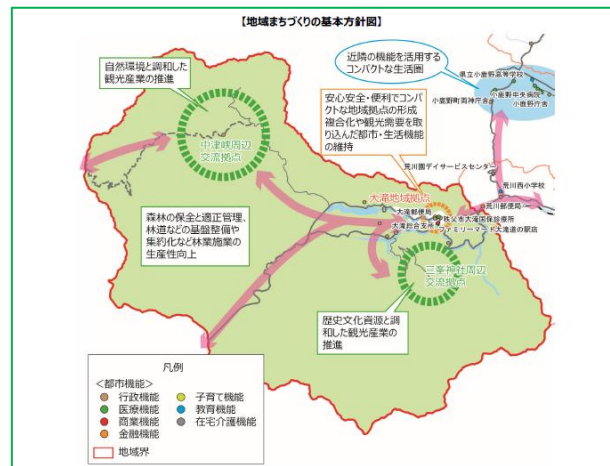 【地域まちづくりの基本方針図】
自然環境と調和した
観光産業の推進
近隣の機能を活用する
コンパクトな生活圏
県立小鹿野高等学校
小鹿野中央病院
小鹿野町両神庁舎
小鹿野庁舎
安心安全・便利でコンパク
トな地域拠点の形成
複合化や観光需要を取
り込んだ都市・生活機能
の維持
中津峡周辺
交流拠点
荒川園デイサービスセンター
荒川西小学校
荒川郵便局
大滝地域拠点
大滝郵便局
秩父市大滝国保診療所
大滝総合支所
ファミリーマート大滝道の駅店
森林の保全と適正管理、
林道などの基盤整備や
集約化など林業施業の
生産性向上
三峯神社周辺
交流拠点
歴史文化資源と調
和した観光産業の
推進
凡例
<都市機能>
行政機能
子育て機能
医療機能
教育機能
商業機能
在宅介護機能
金融機能
地域界